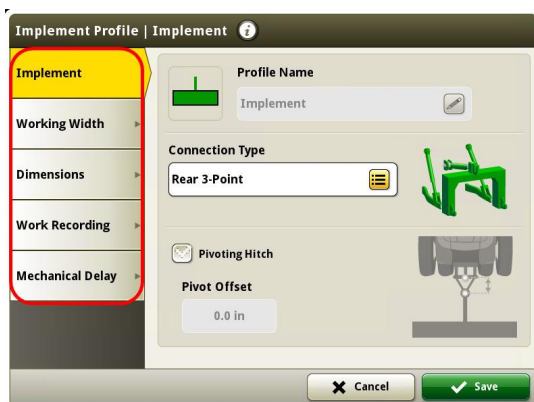 Implement Profile | Implement i
Implement
Working Width
Dimensions
Work Recording
Mechanical Delay
Profile Name
Implement
Connection Type
Rear 3-Point
Pivoting Hitch
Pivot Offset
0.0 in
Cancel
Save